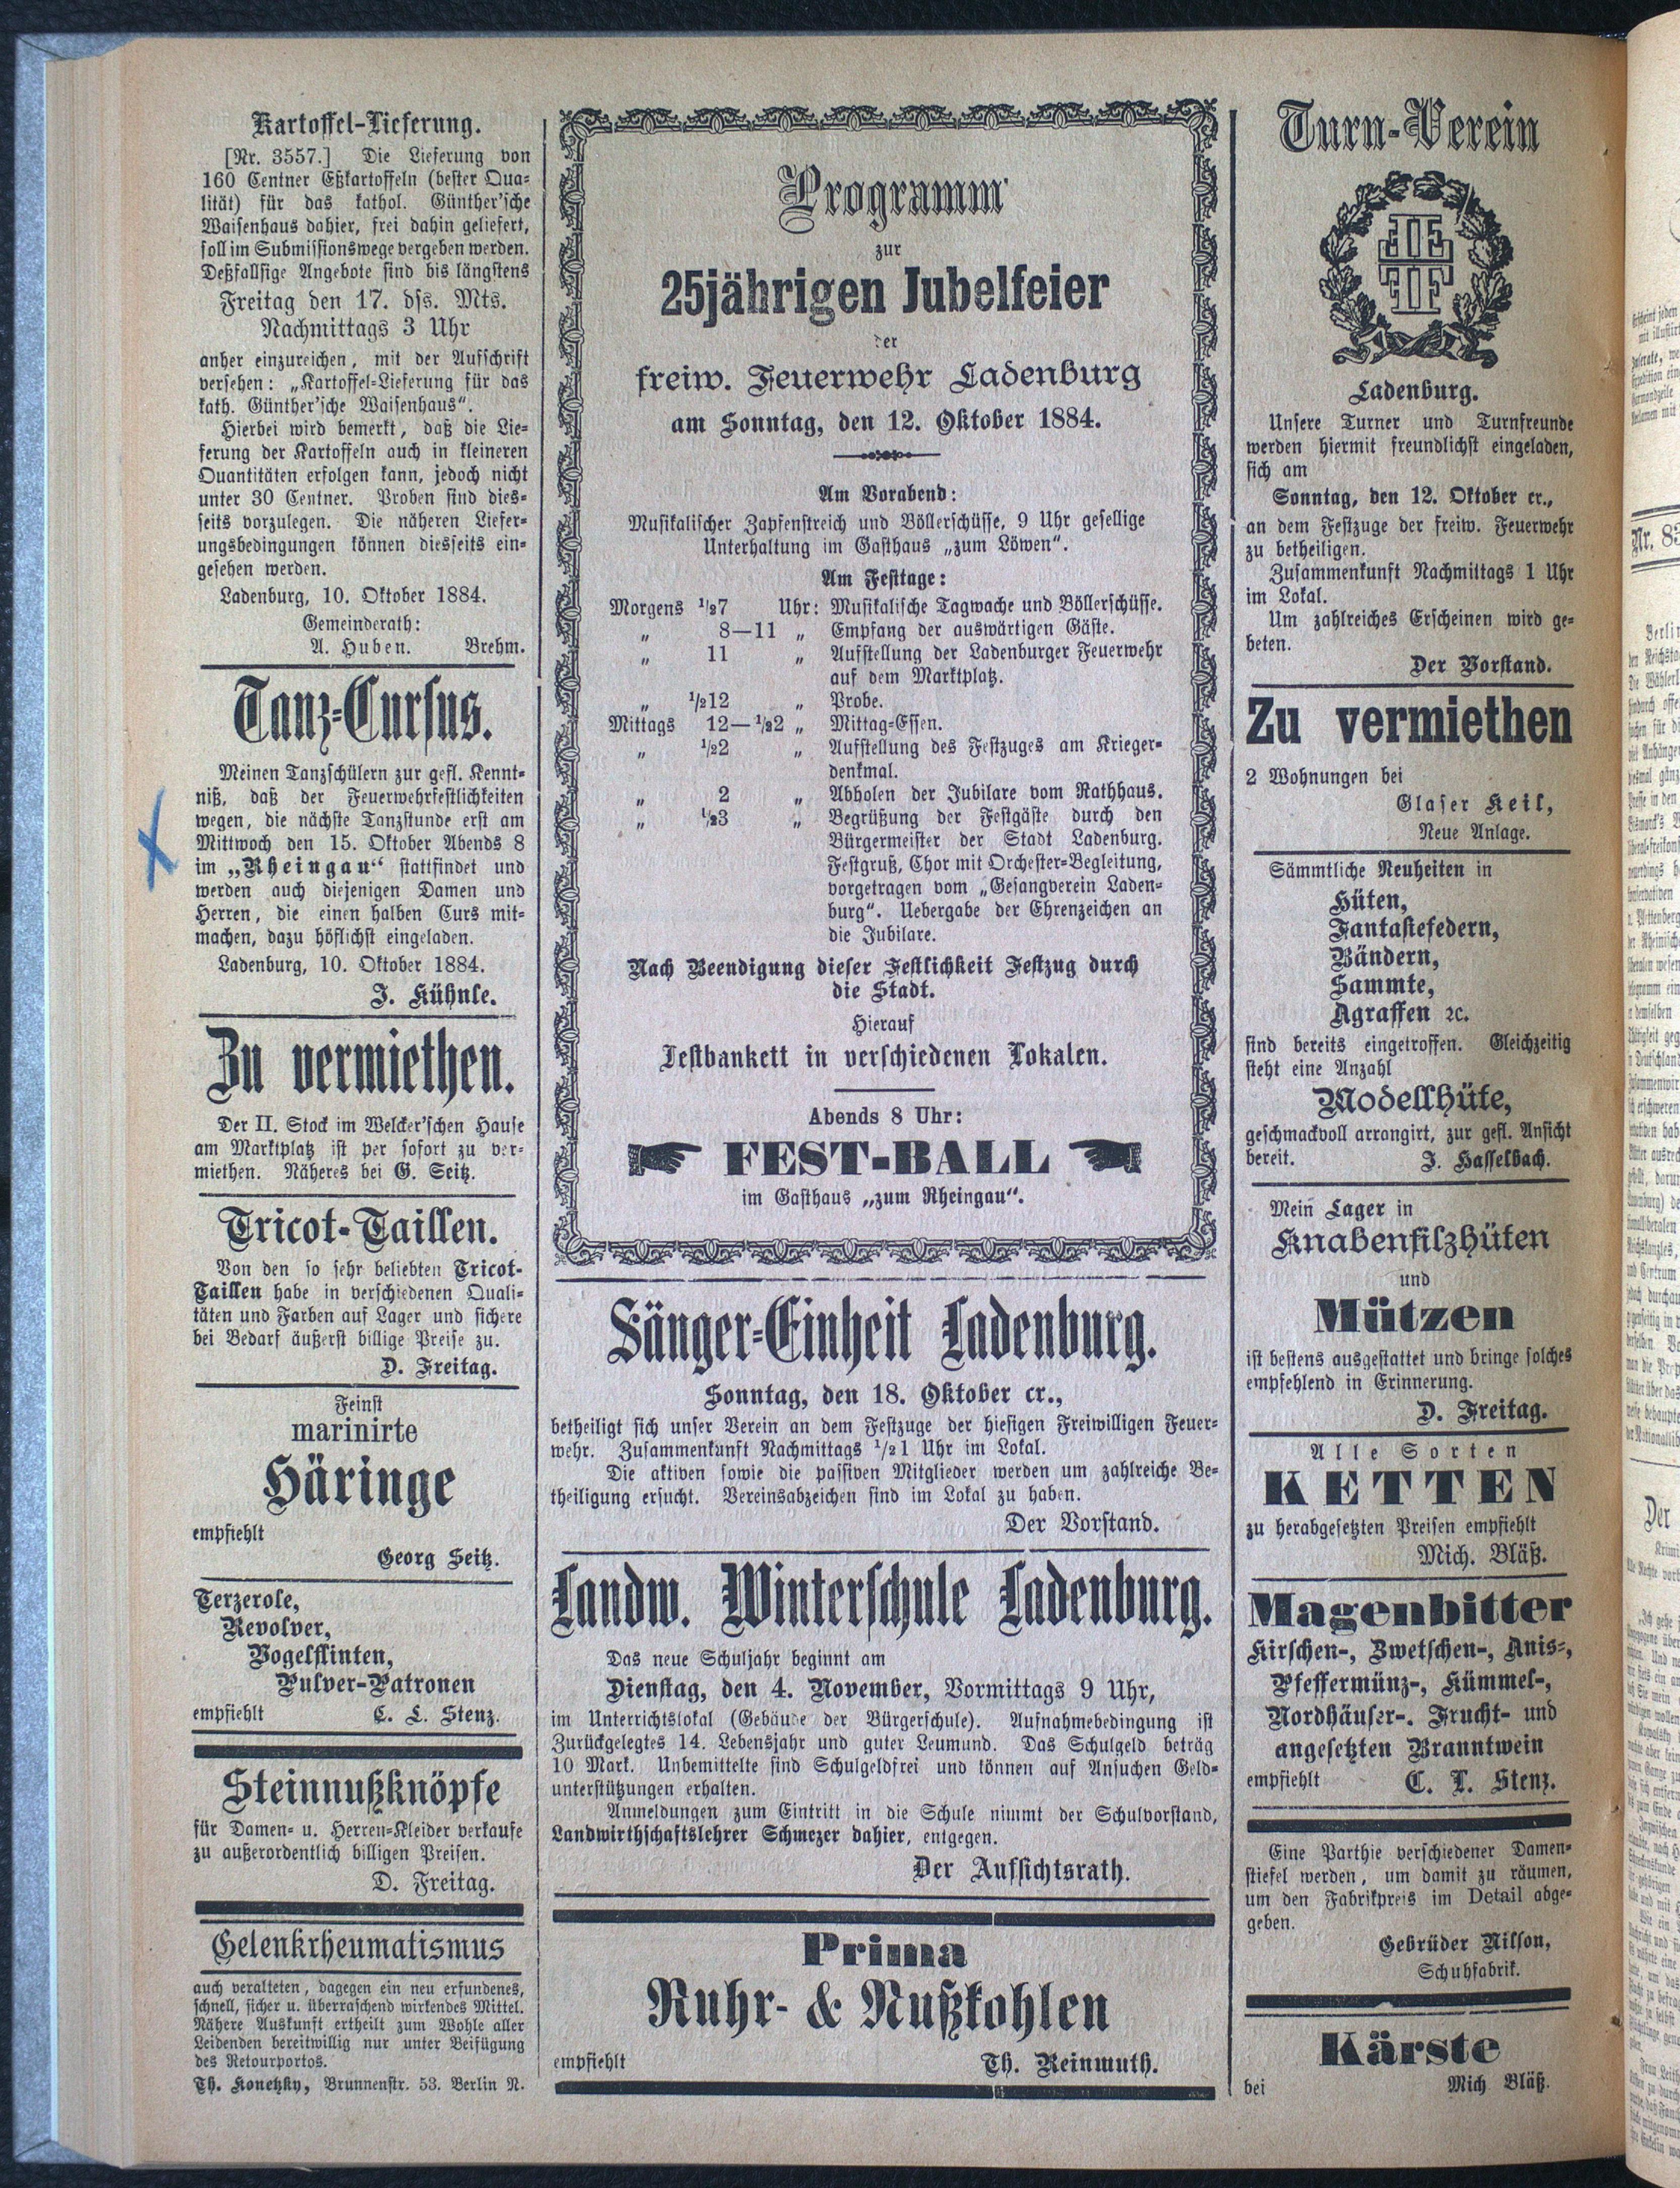 Kartoffel-Lieferung.
[Nr. 3557.] Die Lieferung von
160 Centner Eßkartoffeln (bester Qua-
lität) für das kathol. Günther'sche
Waisenhaus dahier, frei dahin geliefert,
soll im Submissionswege vergeben werden.
Deßfallsige Angebote sind bis längstens
Freitag den 17. dss. Mts.
Nachmittags 3 Uhr
anher einzureichen, mit der Aufschrift
versehen: „Kartoffel-Lieferung für das
kath. Günther'sche Waisenhaus“.
Hierbei wird bemerkt, daß die Lie-
ferung der Kartoffeln auch in kleineren
Quantitäten erfolgen kann, jedoch nicht
unter 30 Centner. Proben sind dies-
seits vorzulegen. Die näheren Liefer-
ungsbedingungen können diesseits ein-
gesehen werden.
Ladenburg, 10. Oktober 1884.
Gemeinderath:
A. Huben. Brehm.
Tanz-Cursus.
Meinen Tanzschülern zur gefl. Kennt-
niß, daß der Feuerwehrfestlichkeiten
wegen, die nächste Tanzstunde erst am
Mittwoch den 15. Oktober Abends 8
im „Rheingau“ stattfindet und
werden auch diejenigen Damen und
Herren, die einen halben Curs mit-
machen, dazu höflichst eingeladen.
Ladenburg, 10. Oktober 1884.
J. Kühnle.
Zu vermiethen.
Der II. Stock im Welcker'schen Hause
am Marktplatz ist per sofort zu ver-
miethen. Näheres bei G. Seitz.
Tricot-Taillen.
Von den so sehr beliebten Tricot-
Taillen habe in verschiedenen Quali-
täten und Farben auf Lager und sichere
bei Bedarf äußerst billige Preise zu.
D. Freitag.
Feinst
marinirte
Häringe
empfiehlt
Georg Seitz.
Terzerole,
Revolver,
Vogelflinten,
Pulver-Patronen
empfiehlt C. L. Stenz.
Steinnußknöpfe
für Damen- u. Herren-Kleider verkaufe
zu außerordentlich billigen Preisen.
D. Freitag.
Gelenkrheumatismus
auch veralteten, dagegen ein neu erfundenes,
schnell, sicher u. überraschend wirkendes Mittel.
Nähere Auskunft ertheilt zum Wohle aller
Leidenden bereitwillig nur unter Beifügung
des Retourportos.
Th. Konetzky, Brunnenstr. 53. Berlin N.
Programm
zur
25jährigen Jubelfeier
der
freiw. Feuerwehr Ladenburg
am Sonntag, den 12. Oktober 1884.
Am Vorabend:
Musikalischer Zapfenstreich und Böllerschüsse, 9 Uhr gesellige
Unterhaltung im Gasthaus „zum Löwen“.
Am Festtage:
Morgens 1/27 Uhr: Musikalische Tagwache und Böllerschüsse.
„ 8—11 „ Empfang der auswärtigen Gäste.
„ 11 „ Aufstellung der Ladenburger Feuerwehr
auf dem Marktplatz.
„ 1/212 „ Probe.
Mittags 12—1/22 „ Mittag-Essen.
„ 1/22 „ Aufstellung des Festzuges am Krieger-
denkmal.
„ 2 „ Abholen der Jubilare vom Rathhaus.
„ 1/23 „ Begrüßung der Festgäste durch den
Bürgermeister der Stadt Ladenburg.
Festgruß, Chor mit Orchester-Begleitung,
vorgetragen vom „Gesangverein Laden-
burg“. Uebergabe der Ehrenzeichen an
die Jubilare.
Nach Beendigung dieser Festlichkeit Festzug durch
die Stadt.
Hierauf
Festbankett in verschiedenen Lokalen.
Abends 8 Uhr:
FEST-BALL
im Gasthaus „zum Rheingau“.
Sänger-Einheit Ladenburg.
Sonntag, den 18. Oktober cr.,
betheiligt sich unser Verein an dem Festzuge der hiesigen Freiwilligen Feuer-
wehr. Zusammenkunft Nachmittags 1/21 Uhr im Lokal.
Die aktiven sowie die passiven Mitglieder werden um zahlreiche Be-
theiligung ersucht. Vereinsabzeichen sind im Lokal zu haben.
Der Vorstand.
Landw. Winterschule Ladenburg.
Das neue Schuljahr beginnt am
Dienstag, den 4. November, Vormittags 9 Uhr,
im Unterrichtslokal (Gebäude der Bürgerschule). Aufnahmebedingung ist
Zurückgelegtes 14. Lebensjahr und guter Leumund. Das Schulgeld beträg
10 Mark. Unbemittelte sind Schulgeldfrei und können auf Ansuchen Geld-
unterstützungen erhalten.
Anmeldungen zum Eintritt in die Schule nimmt der Schulvorstand,
Landwirthschaftslehrer Schmezer dahier, entgegen.
Der Aufsichtsrath.
Prima
Ruhr- & Nußkohlen
empfiehlt Th. Reinmuth.
Turn-Verein
Ladenburg.
Unsere Turner und Turnfreunde
werden hiermit freundlichst eingeladen,
sich am
Sonntag, den 12. Oktober cr.,
an dem Festzuge der freiw. Feuerwehr
zu betheiligen.
Zusammenkunft Nachmittags 1 Uhr
im Lokal.
Um zahlreiches Erscheinen wird ge-
beten.
Der Vorstand.
Zu vermiethen
2 Wohnungen bei
Glaser Keil,
Neue Anlage.
Sämmtliche Neuheiten in
Hüten,
Fantasiefedern,
Bändern,
Sammte,
Agraffen ꝛc.
sind bereits eingetroffen. Gleichzeitig
steht eine Anzahl
Modellhüte,
geschmackvoll arrangirt, zur gefl. Ansicht
bereit. J. Hasselbach.
Mein Lager in
Knabenfilzhüten
und
Mützen
ist bestens ausgestattet und bringe solches
empfehlend in Erinnerung.
D. Freitag.
Alle Sorten
KETTEN
zu herabgesetzten Preisen empfiehlt
Mich. Bläß.
Magenbitter
Kirschen-, Zwetschen-, Anis-,
Pfeffermünz-, Kümmel-,
Nordhäuser-. Frucht- und
angesetzten Branntwein
empfiehlt C. L. Stenz.
Eine Parthie verschiedener Damen-
stiefel werden, um damit zu räumen,
um den Fabrikpreis im Detail abge-
geben.
Gebrüder Nilson,
Schuhfabrik.
Kärste
bei Mich Bläß.